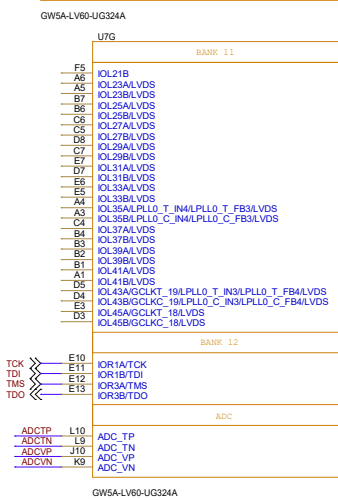 GW5A-LV60-UG324A
U7G
BANK 11
F5 IOL21B
A6 IOL23A/LVDS
A5 IOL23B/LVDS
B7 IOL25A/LVDS
B6 IOL25B/LVDS
C6 IOL27A/LVDS
C5 IOL27B/LVDS
D8 IOL29A/LVDS
C7 IOL29B/LVDS
E7 IOL31A/LVDS
D7 IOL31B/LVDS
E6 IOL33A/LVDS
E5 IOL33B/LVDS
A4 IOL35A/LPLL0_T_IN4/LPLL0_T_FB3/LVDS
A3 IOL35B/LPLL0_C_IN4/LPLL0_C_FB3/LVDS
C4 IOL37A/LVDS
B4 IOL37B/LVDS
B3 IOL39A/LVDS
B2 IOL39B/LVDS
B1 IOL41A/LVDS
A1 IOL41B/LVDS
D5 IOL43A/GCLKT_19/LPLL0_T_IN3/LPLL0_T_FB4/LVDS
D4 IOL43B/GCLKC_19/LPLL0_C_IN3/LPLL0_C_FB4/LVDS
E3 IOL45A/GCLKT_18/LVDS
D3 IOL45B/GCLKC_18/LVDS
BANK 12
TCK E10 IOR1A/TCK
TDI E11 IOR1B/TDI
TMS E12 IOR3A/TMS
TDO E13 IOR3B/TDO
ADC
ADCTP L10 ADC_TP
ADCTN L9 ADC_TN
ADCVP J10 ADC_VP
ADCVN K9 ADC_VN
GW5A-LV60-UG324A